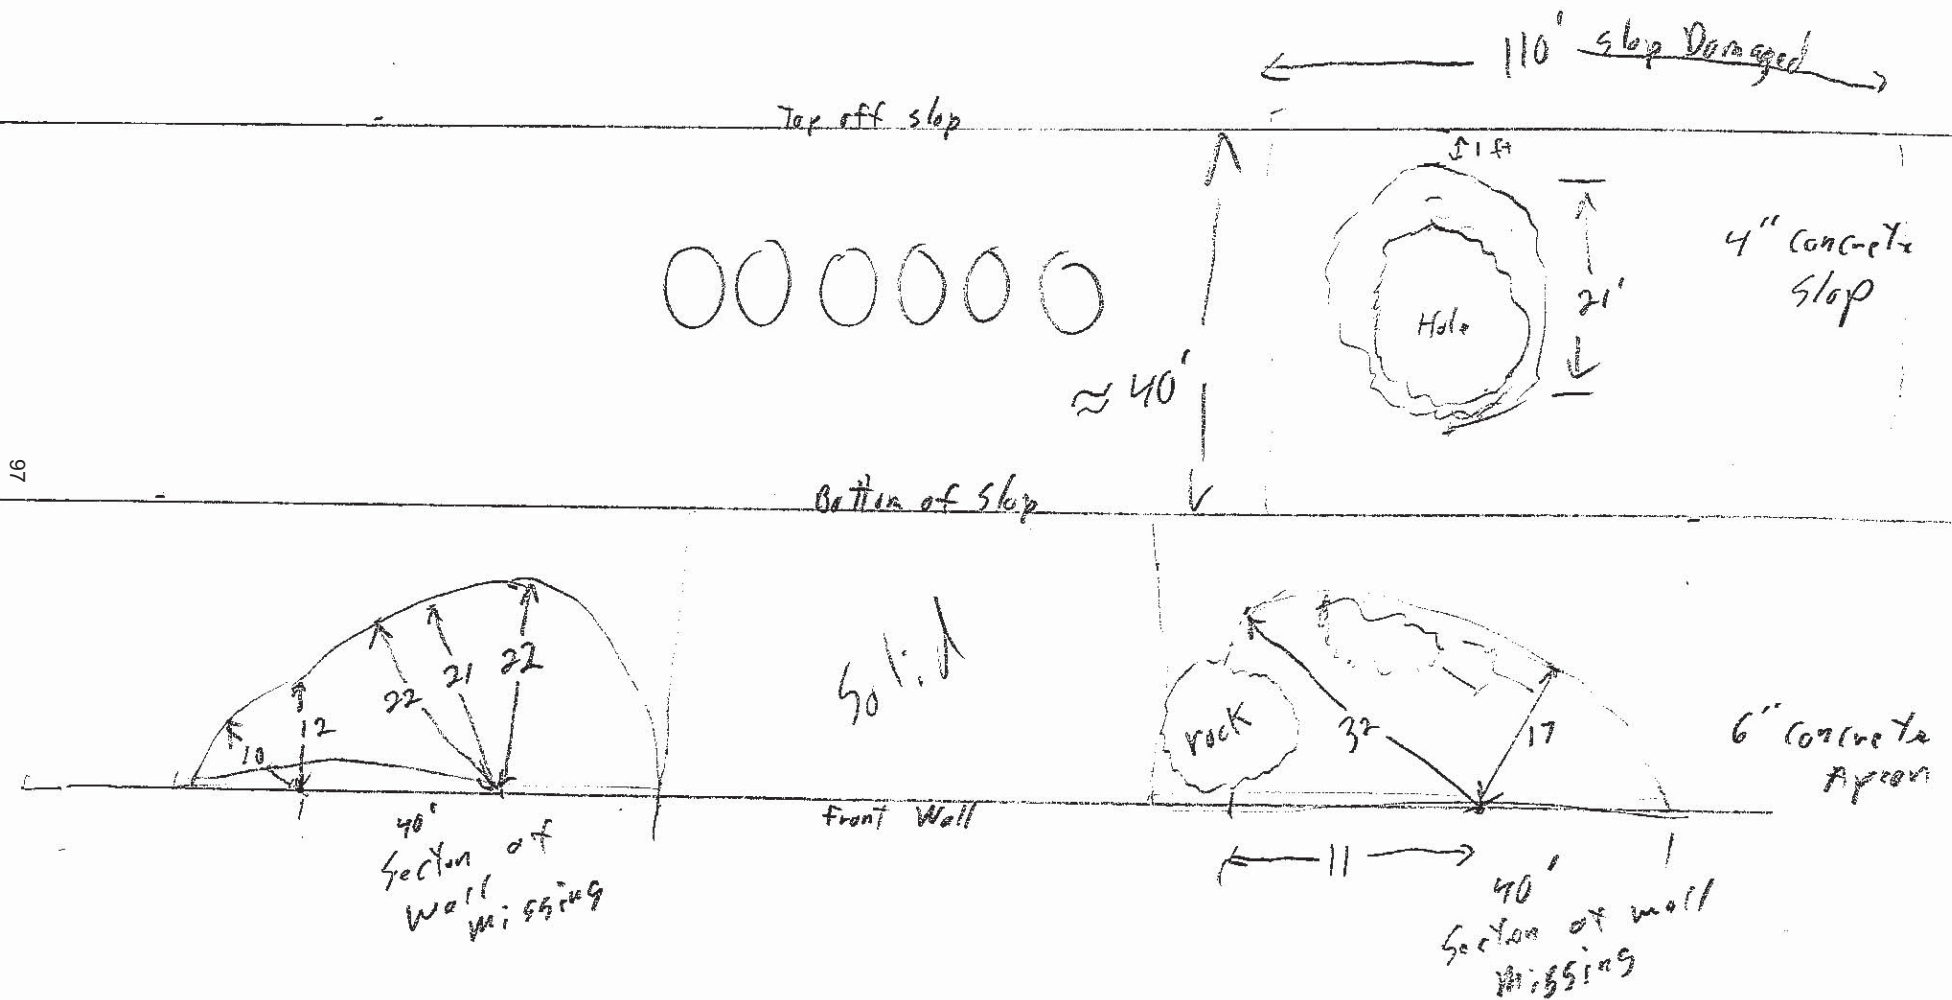 110' slop Damaged
Top off slop
1 ft
4" concrete
slop
21'
Hole
≈ 40'
97
Bottom of slop
22
21
22
12
10
Solid
rock
32
17
6" concrete
Apron
Front Wall
40'
Secton of
wall
missing
11
40'
Secton of wall
missing